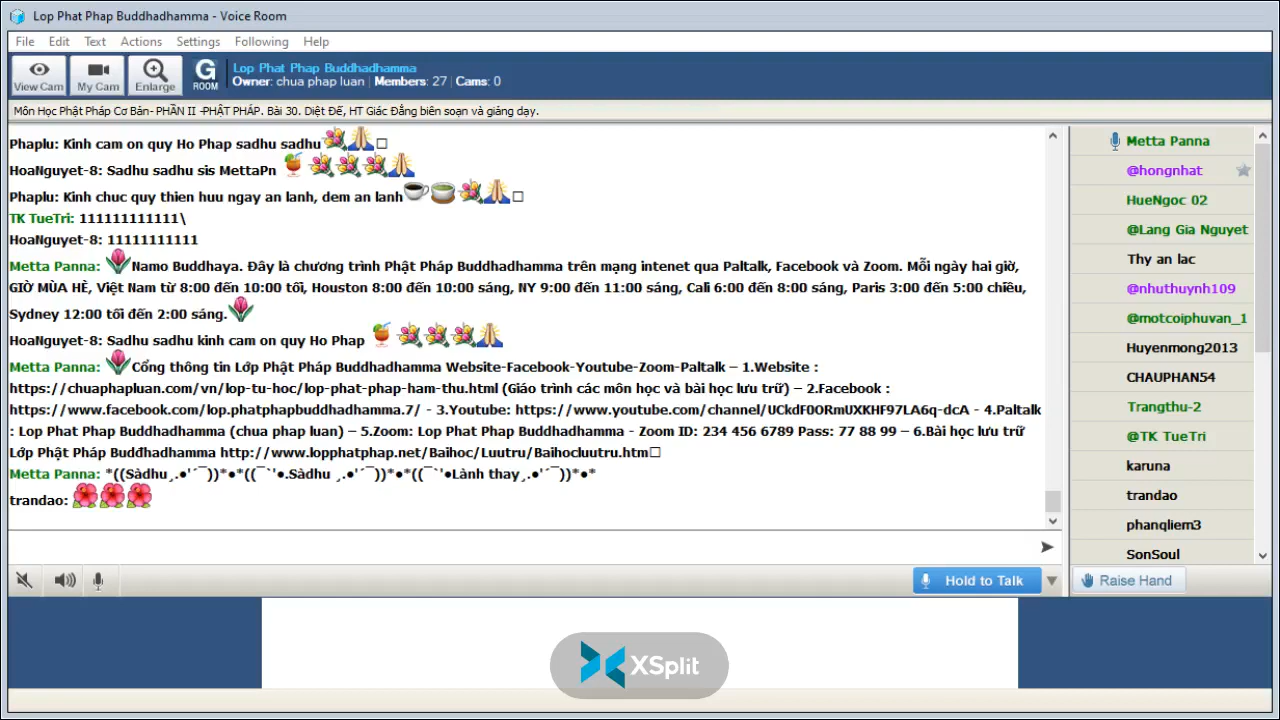 Lop Phat Phap Buddhadhamma - Voice Room
File Edit Text Actions Settings Following Help
View Cam My Cam Enlarge G ROOM
Lop Phat Phap Buddhadhamma
Owner: chua phap luan | Members: 27 | Cams: 0
Môn Học Phật Pháp Cơ Bản- PHẦN II -PHẬT PHÁP. Bài 30. Diệt Đế, HT Giác Đẳng biên soạn và giảng dạy.
Phaplu: Kinh cam on quy Ho Phap sadhu sadhu
HoaNguyet-8: Sadhu sadhu sis MettaPn
Phaplu: Kinh chuc quy thien huu ngay an lanh, dem an lanh
TK TueTri: 111111111111\
HoaNguyet-8: 11111111111
Metta Panna: Namo Buddhaya. Đây là chương trình Phật Pháp Buddhadhamma trên mạng intenet qua Paltalk, Facebook và Zoom. Mỗi ngày hai giờ,
GIỜ MÙA HÈ, Việt Nam từ 8:00 đến 10:00 tối, Houston 8:00 đến 10:00 sáng, NY 9:00 đến 11:00 sáng, Cali 6:00 đến 8:00 sáng, Paris 3:00 đến 5:00 chiều,
Sydney 12:00 tối đến 2:00 sáng.
HoaNguyet-8: Sadhu sadhu kinh cam on quy Ho Phap
Metta Panna: Cổng thông tin Lớp Phật Pháp Buddhadhamma Website-Facebook-Youtube-Zoom-Paltalk – 1.Website :
https://chuaphapluan.com/vn/lop-tu-hoc/lop-phat-phap-ham-thu.html (Giáo trình các môn học và bài học lưu trữ) – 2.Facebook :
https://www.facebook.com/lop.phatphapbuddhadhamma.7/ - 3.Youtube: https://www.youtube.com/channel/UCkdF0ORmUXKHF97LA6q-dcA - 4.Paltalk
: Lop Phat Phap Buddhadhamma (chua phap luan) – 5.Zoom: Lop Phat Phap Buddhadhamma - Zoom ID: 234 456 6789 Pass: 77 88 99 – 6.Bài học lưu trữ
Lớp Phật Pháp Buddhadhamma http://www.lopphatphap.net/Baihoc/Luutru/Baihocluutru.htm
Metta Panna: *((Sàdhu¸.●'´¯))*●*((¯`'●.Sàdhu ¸.●'´¯))*●*((¯`'●Lành thay¸.●'´¯))*●*
trandao:
Hold to Talk
Metta Panna
@hongnhat
HueNgoc 02
@Lang Gia Nguyet
Thy an lac
@nhuthuynh109
@motcoiphuvan_1
Huyenmong2013
CHAUPHAN54
Trangthu-2
@TK TueTri
karuna
trandao
phanqliem3
SonSoul
Raise Hand
XSplit